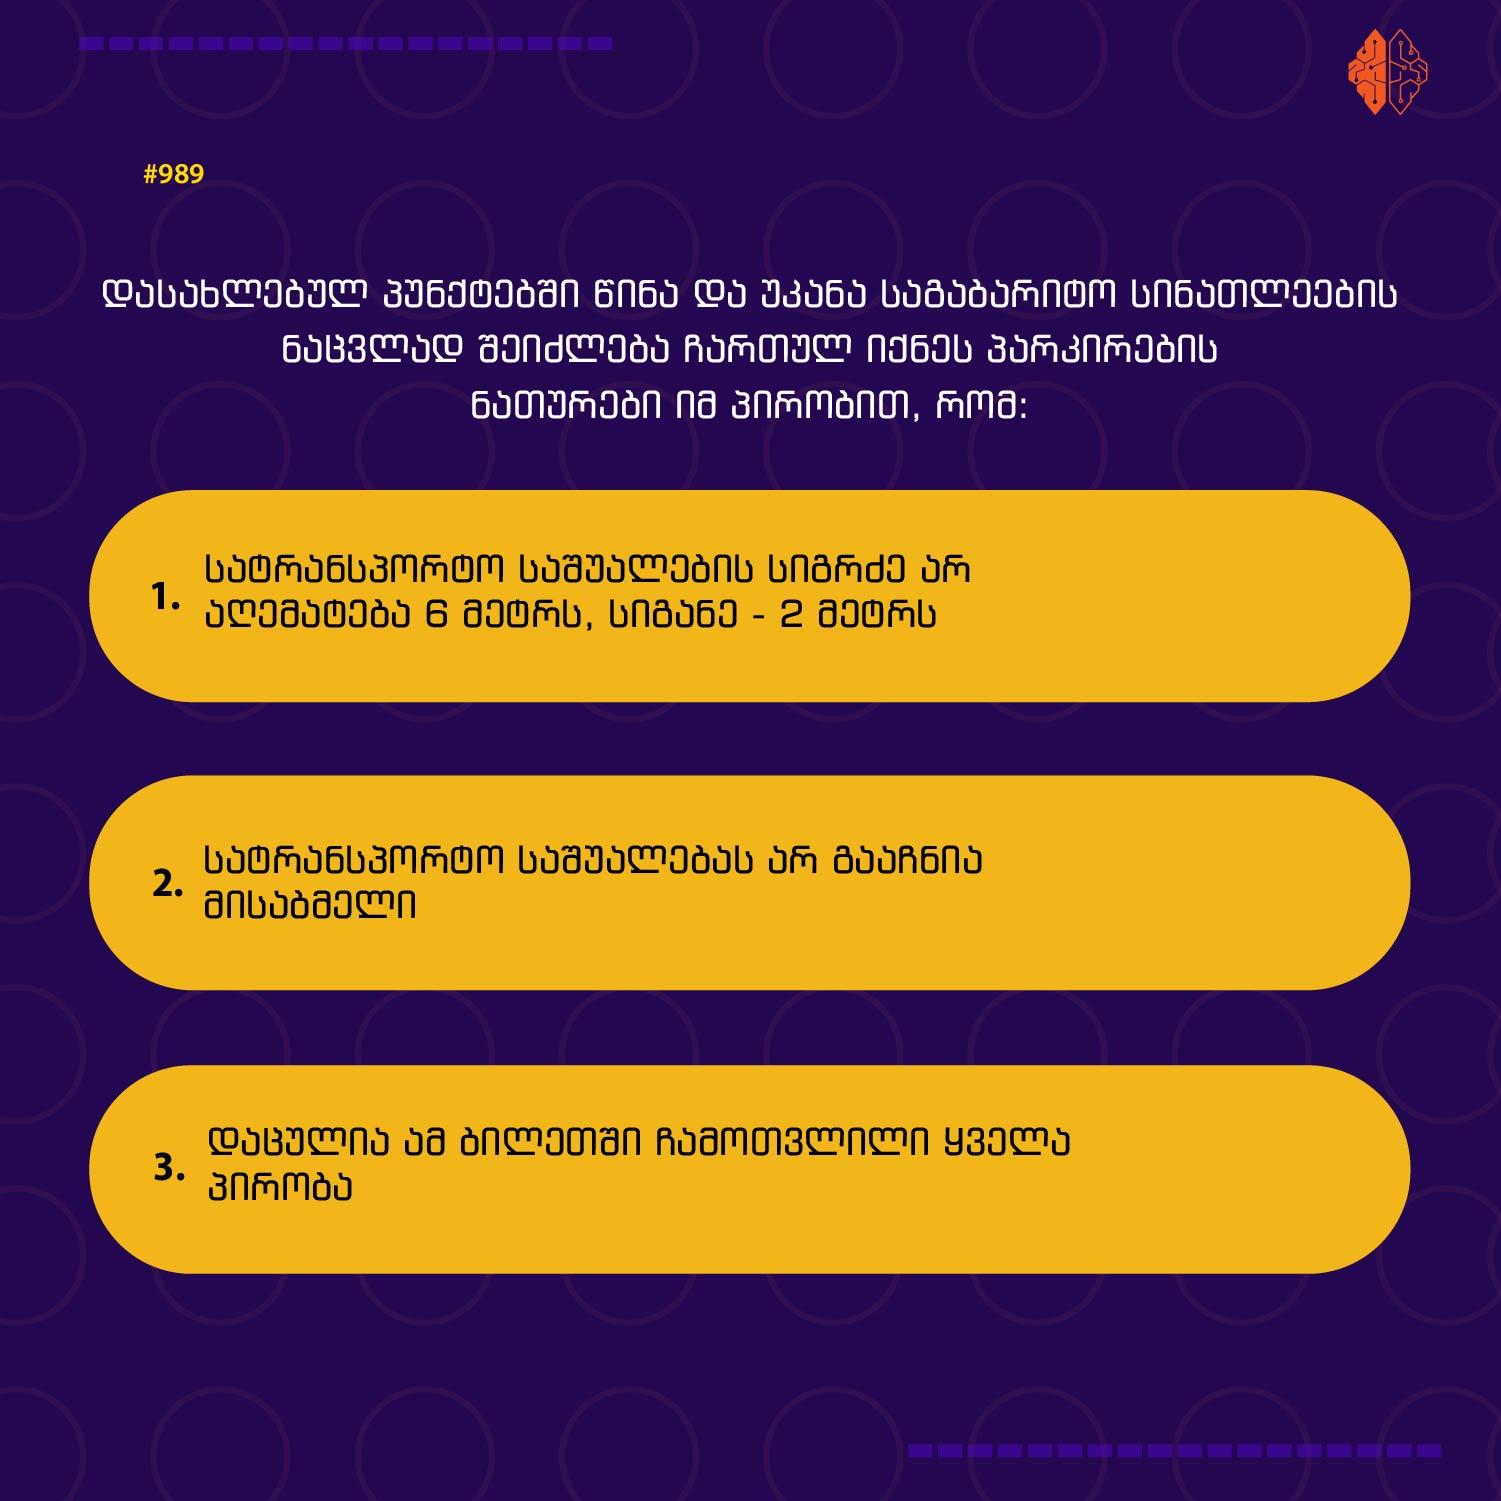 #989
დასახლებულ პუნქტებში წინა და უკანა საგაბარიტო სინათლეების
ნაცვლად შეიძლება ჩართულ იქნეს პარკირების
ნათურები იმ პირობით, რომ:
1. სატრანსპორტო საშუალების სიგრძე არ
აღემატება 6 მეტრს, სიგანე - 2 მეტრს
2. სატრანსპორტო საშუალებას არ გააჩნია
მისაბმელი
3. დაცულია ამ ბილეთში ჩამოთვლილი ყველა
პირობა